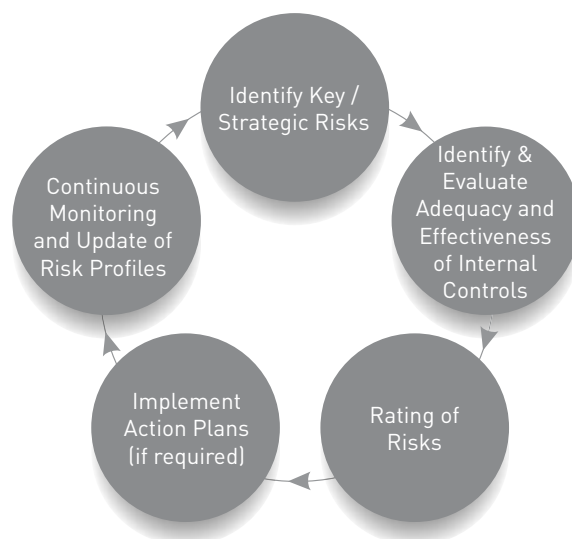 Identify Key /
Strategic Risks
Identify &
Evaluate
Adequacy and
Effectiveness
of Internal
Controls
Rating of
Risks
Implement
Action Plans
(if required)
Continuous
Monitoring
and Update of
Risk Profiles